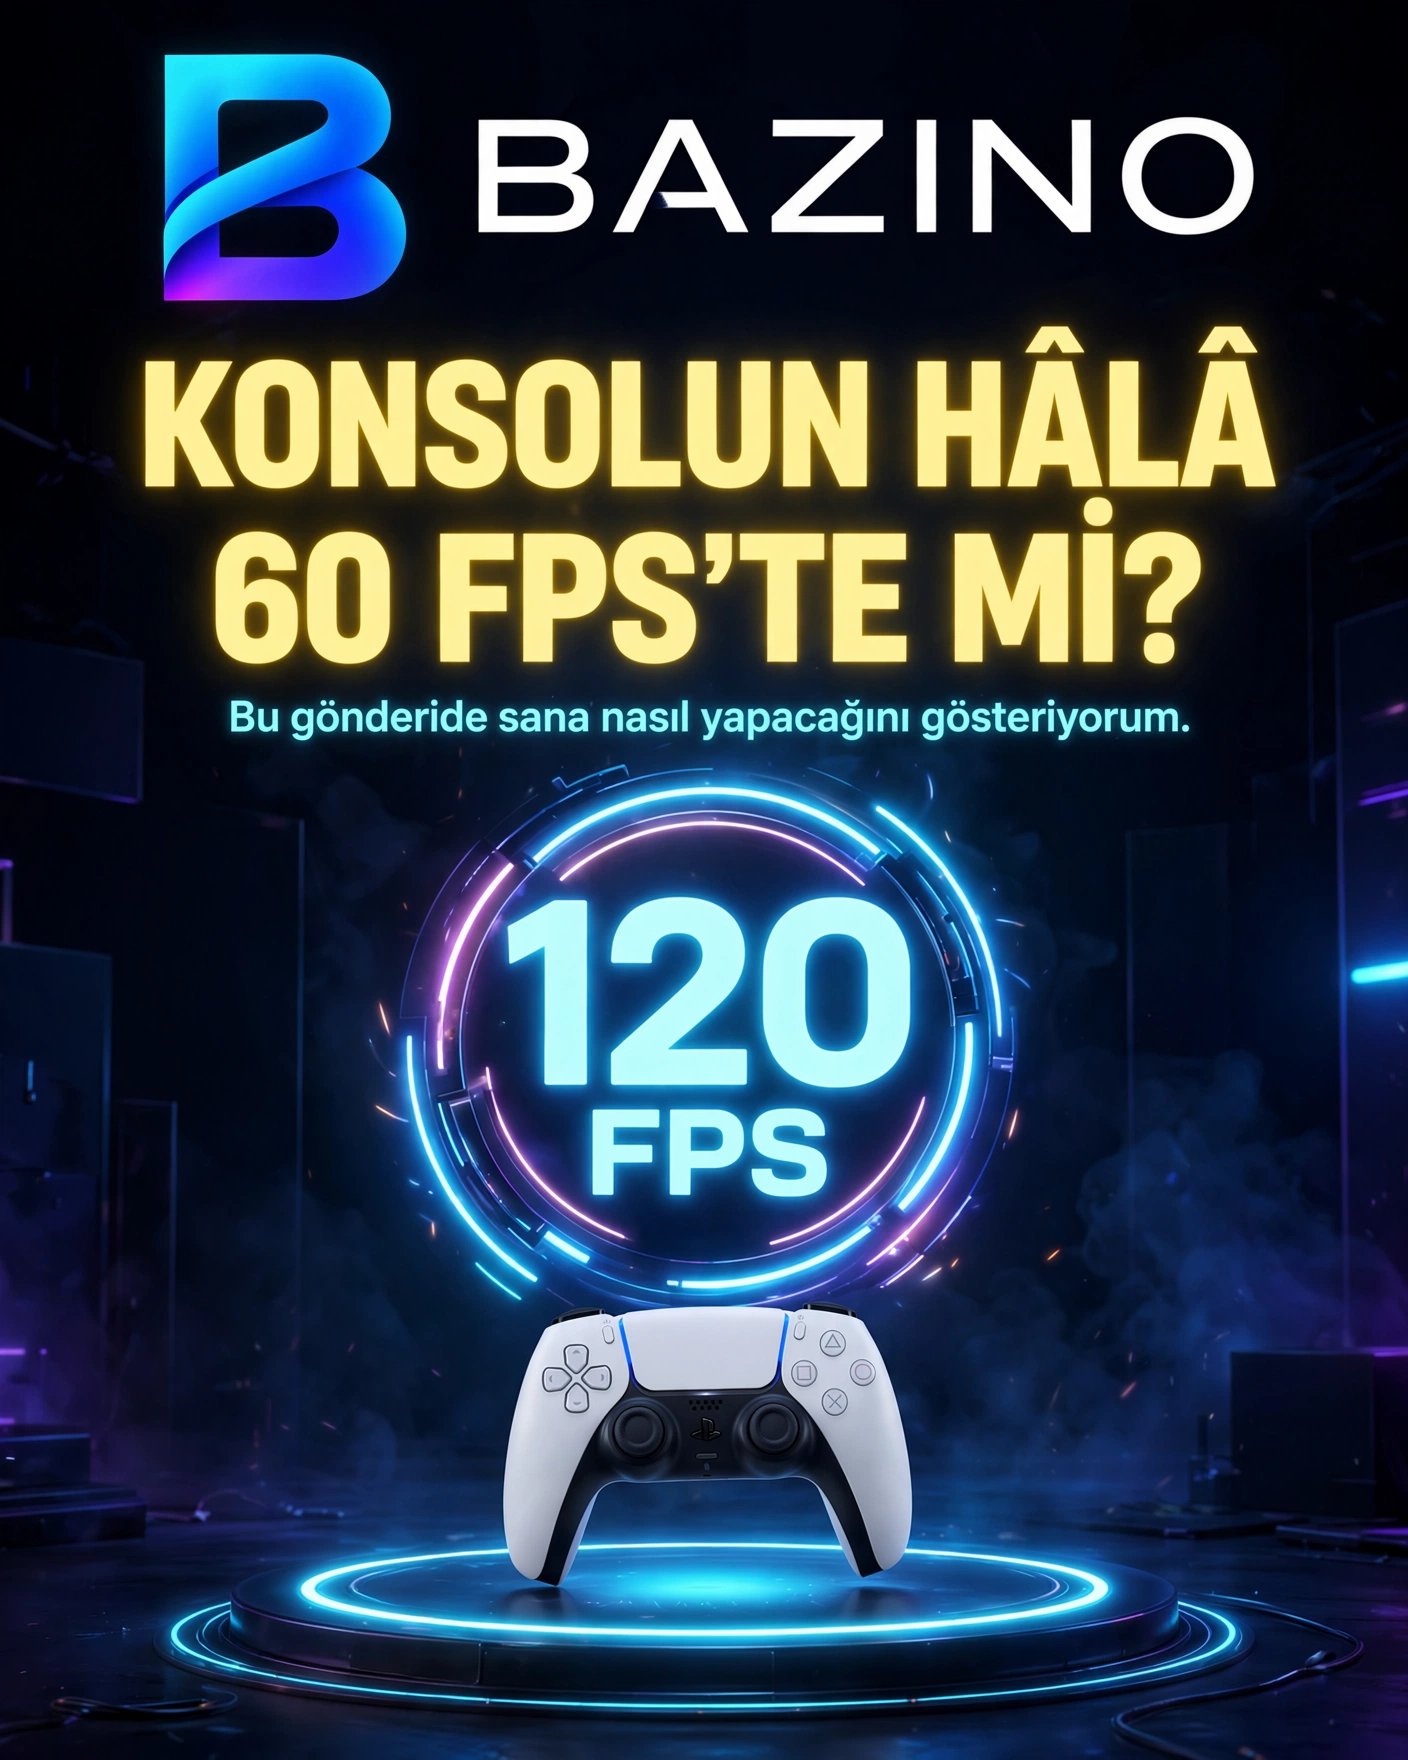 BAZINO
KONSOLUN HÂLÂ
60 FPS’TE Mİ?
Bu gönderide sana nasıl yapacağını gösteriyorum.
120
FPS